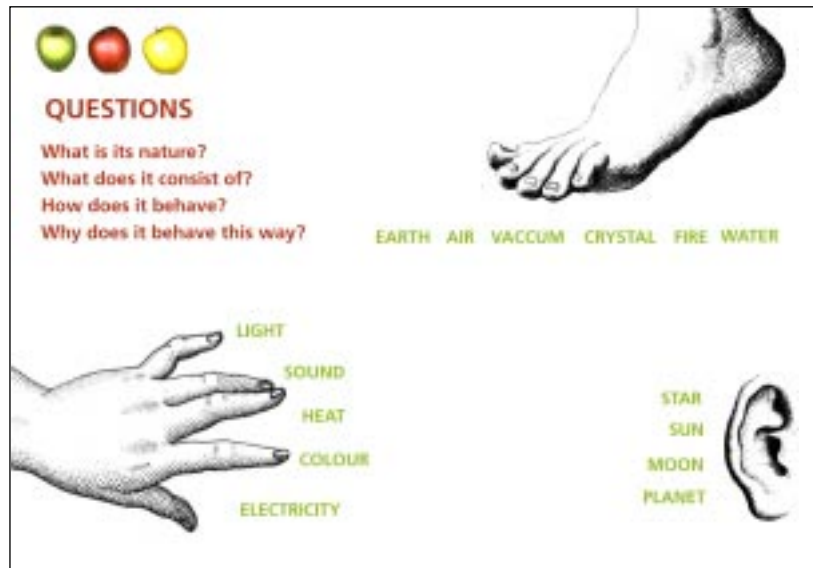 QUESTIONS
What is its nature?
What does it consist of?
How does it behave?
Why does it behave this way?
EARTH AIR VACCUM CRYSTAL FIRE WATER
LIGHT
SOUND
HEAT
COLOUR
ELECTRICITY
STAR
SUN
MOON
PLANET